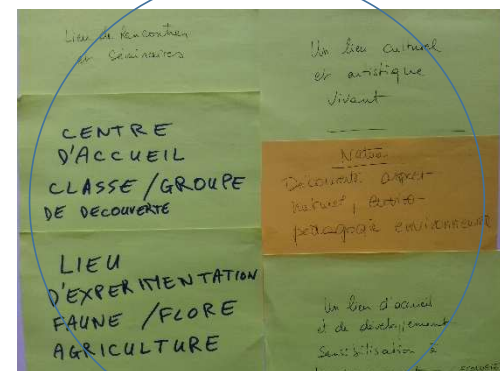 Lieu de Rencontres
et Séminaires
CENTRE
D'ACCUEIL
CLASSE/GROUPE
DE DECOUVERTE
LIEU
D'EXPERIMENTATION
FAUNE /FLORE
AGRICULTURE
Un lieu culturel
et artistique
vivant
Nature
Découverte aspect
naturel,
pédagogie environnement
Un lieu d'accueil
et de développement
Sensibilisation à